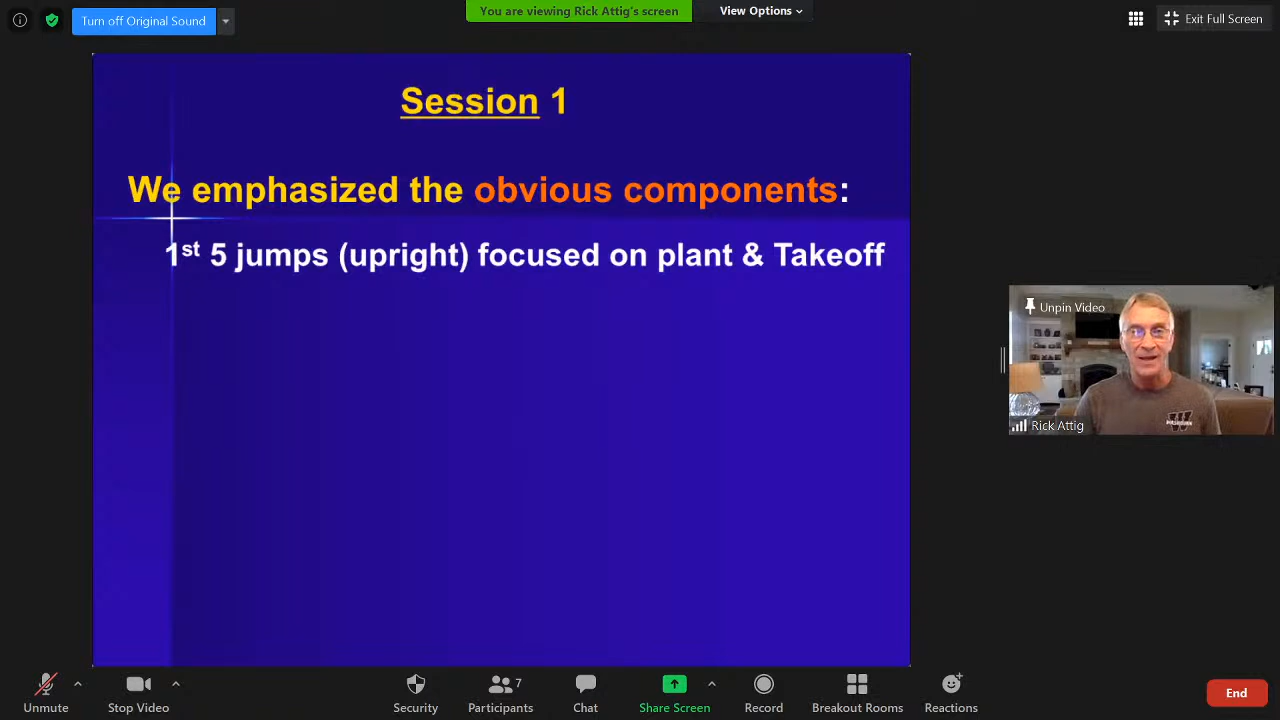 Turn off Original Sound
You are viewing Rick Attig's screen
View Options
Exit Full Screen
Session 1
We emphasized the obvious components:
1st 5 jumps (upright) focused on plant & Takeoff
Unpin Video
W
Rick Attig
Unmute
Stop Video
Security
7
Participants
Chat
Share Screen
Record
Breakout Rooms
Reactions
End